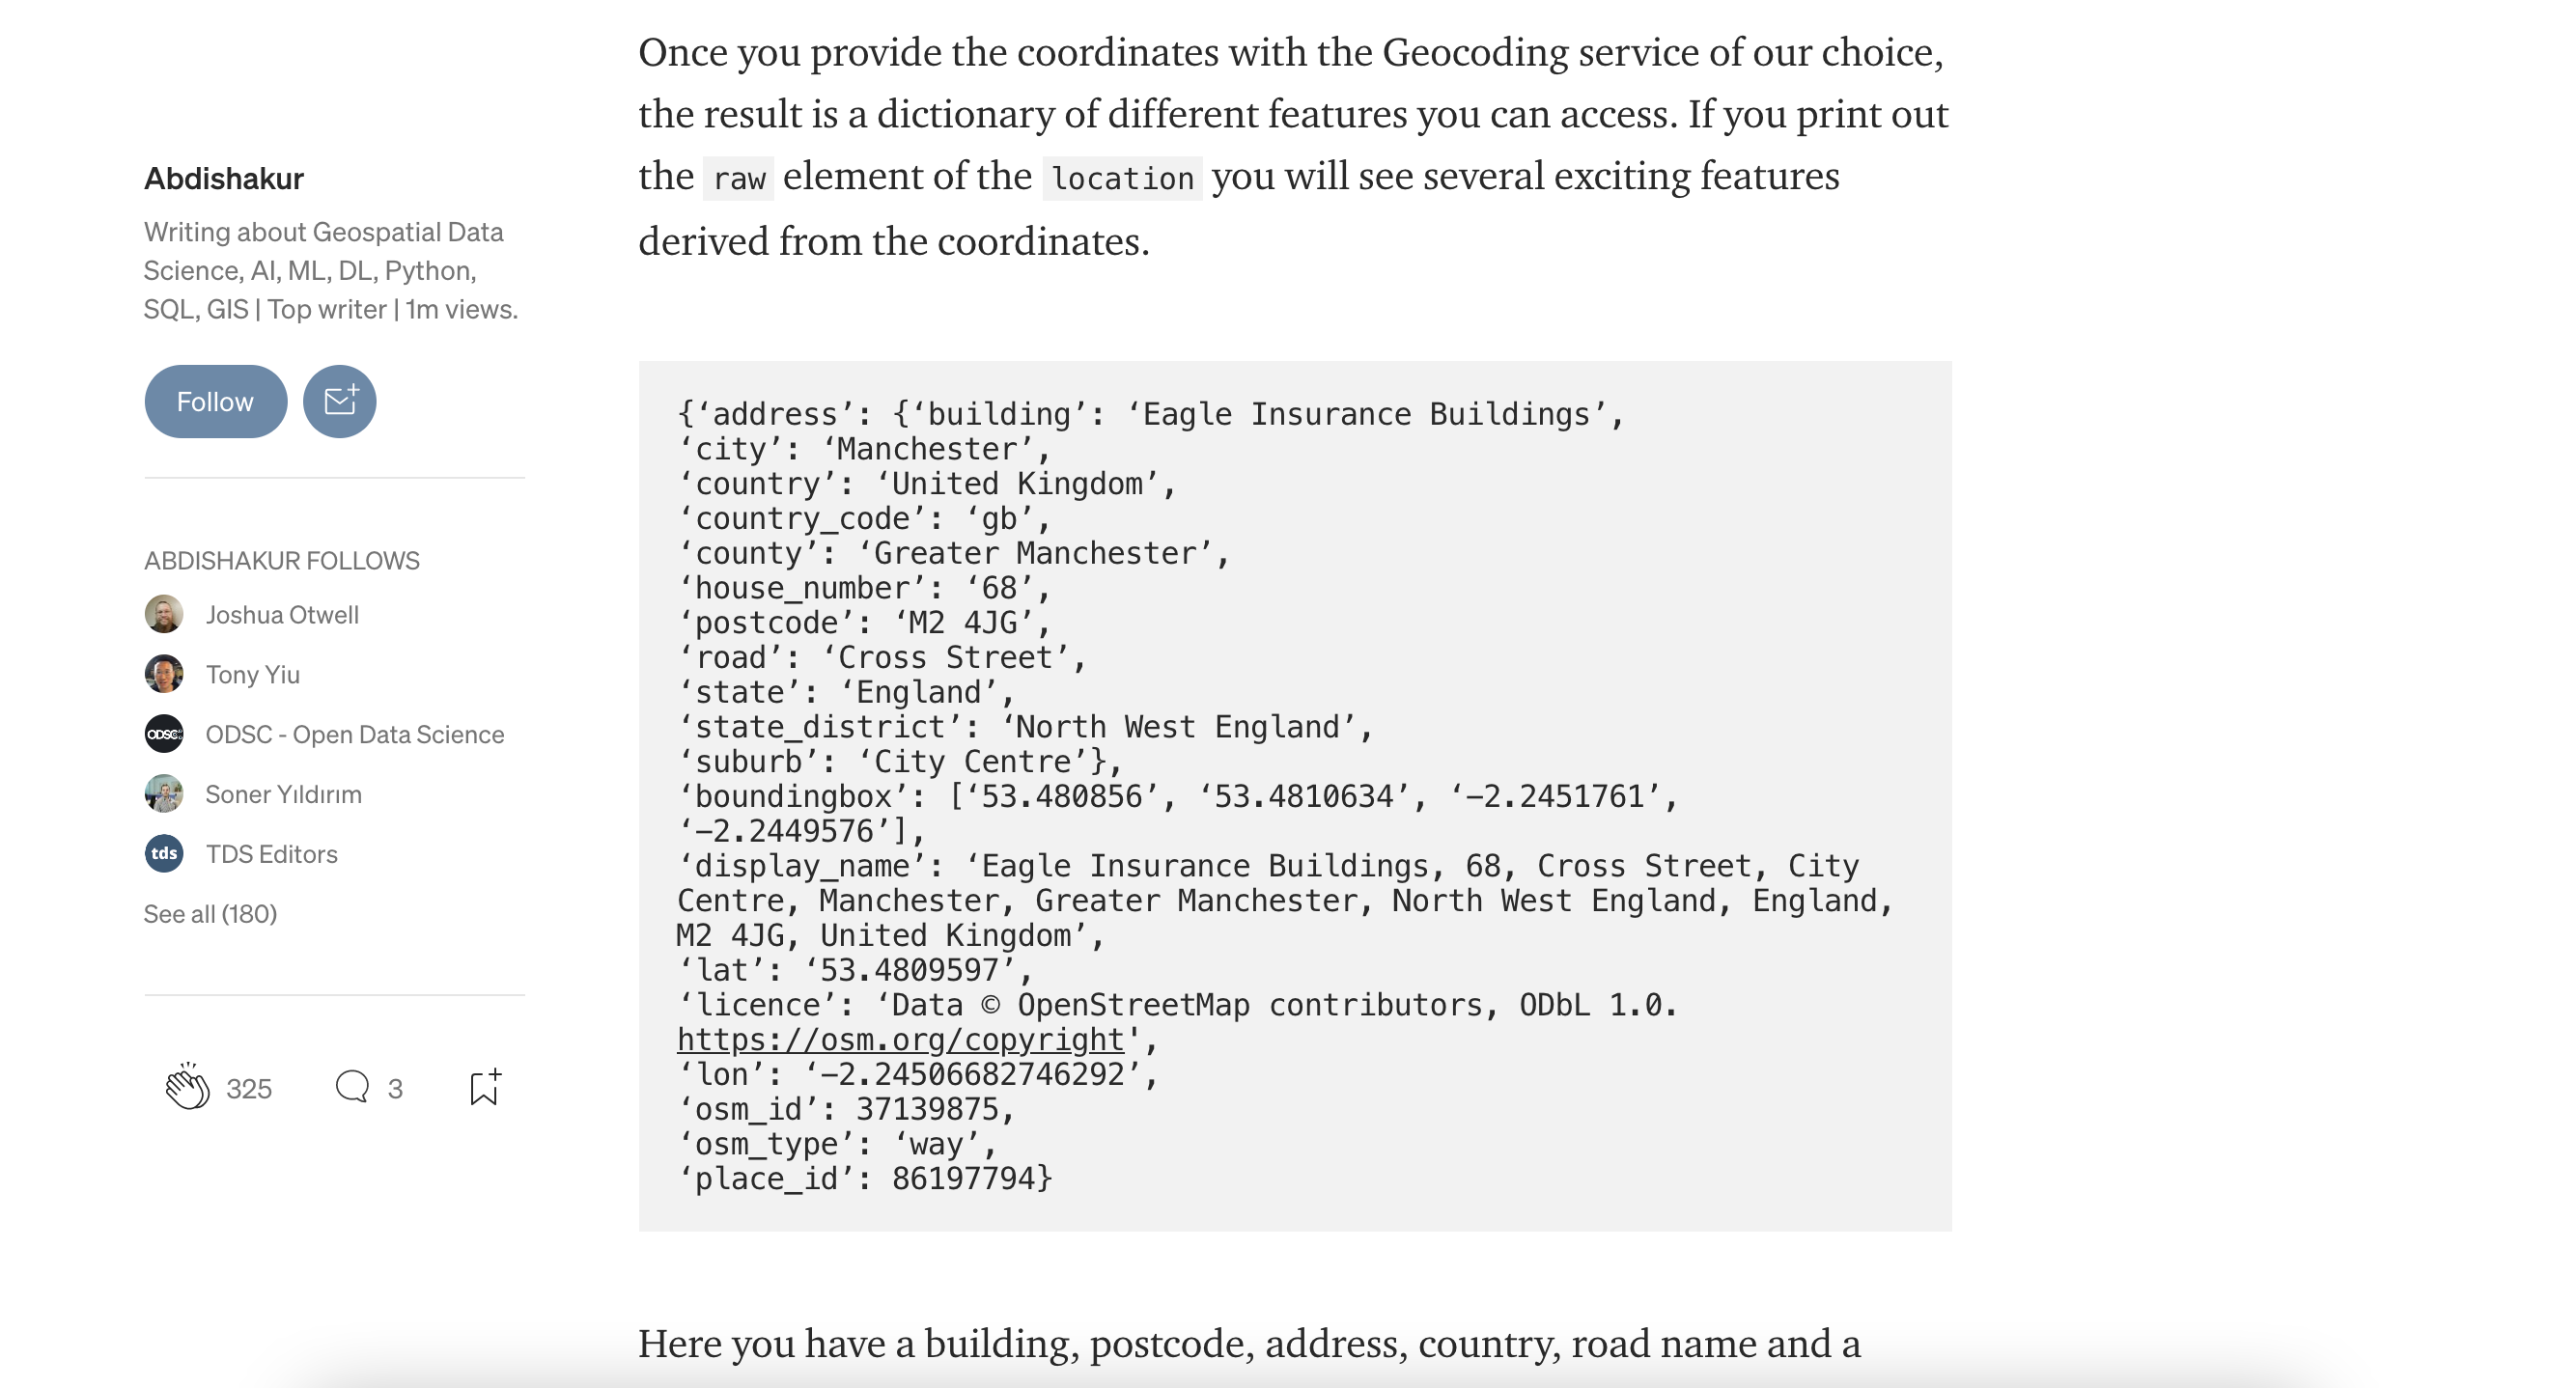 Once you provide the coordinates with the Geocoding service of our choice,
the result is a dictionary of different features you can access. If you print out
the raw element of the location you will see several exciting features
derived from the coordinates.
Abdishakur
Writing about Geospatial Data
Science, AI, ML, DL, Python,
SQL, GIS | Top writer | 1m views.
Follow
ABDISHAKUR FOLLOWS
Joshua Otwell
Tony Yiu
ODSC
ODSC - Open Data Science
Soner Yıldırım
tds
TDS Editors
See all (180)
325
3
{‘address’: {‘building’: ‘Eagle Insurance Buildings’,
‘city’: ‘Manchester’,
‘country’: ‘United Kingdom’,
‘country_code’: ‘gb’,
‘county’: ‘Greater Manchester’,
‘house_number’: ‘68’,
‘postcode’: ‘M2 4JG’,
‘road’: ‘Cross Street’,
‘state’: ‘England’,
‘state_district’: ‘North West England’,
‘suburb’: ‘City Centre’},
‘boundingbox’: [‘53.480856’, ‘53.4810634’, ‘−2.2451761’,
‘−2.2449576’],
‘display_name’: ‘Eagle Insurance Buildings, 68, Cross Street, City
Centre, Manchester, Greater Manchester, North West England, England,
M2 4JG, United Kingdom’,
‘lat’: ‘53.4809597’,
‘licence’: ‘Data © OpenStreetMap contributors, ODbL 1.0.
https://osm.org/copyright',
‘lon’: ‘−2.24506682746292’,
‘osm_id’: 37139875,
‘osm_type’: ‘way’,
‘place_id’: 86197794}
Here you have a building, postcode, address, country, road name and a